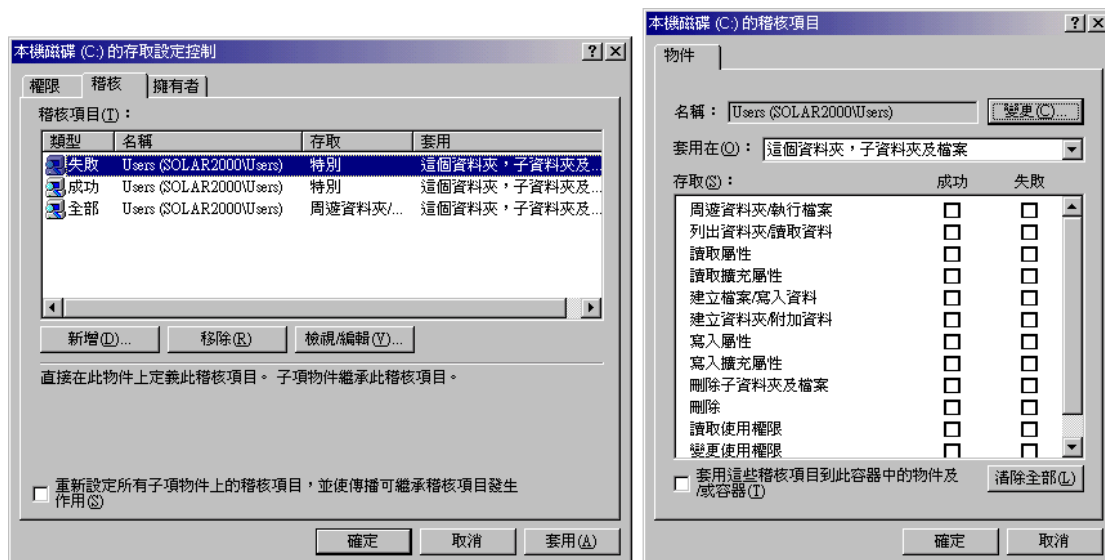 本機磁碟 (C:) 的存取設定控制
權限 稽核 擁有者
稽核項目(T)：
類型 名稱 存取 套用
失敗 Users (SOLAR2000\Users) 特別 這個資料夾，子資料夾及...
成功 Users (SOLAR2000\Users) 特別 這個資料夾，子資料夾及...
全部 Users (SOLAR2000\Users) 周遊資料夾/... 這個資料夾，子資料夾及...
新增(D)... 移除(R) 檢視/編輯(V)...
直接在此物件上定義此稽核項目。 子項物件繼承此稽核項目。
重新設定所有子項物件上的稽核項目，並使傳播可繼承稽核項目發生
作用(S)
確定 取消 套用(A)
本機磁碟 (C:) 的稽核項目
物件
名稱： Users (SOLAR2000\Users) 變更(C)...
套用在(O)： 這個資料夾，子資料夾及檔案
存取(S)： 成功 失敗
周遊資料夾/執行檔案
列出資料夾/讀取資料
讀取屬性
讀取擴充屬性
建立檔案/寫入資料
建立資料夾/附加資料
寫入屬性
寫入擴充屬性
刪除子資料夾及檔案
刪除
讀取使用權限
變更使用權限
套用這些稽核項目到此容器中的物件及
/或容器(T) 清除全部(L)
確定 取消